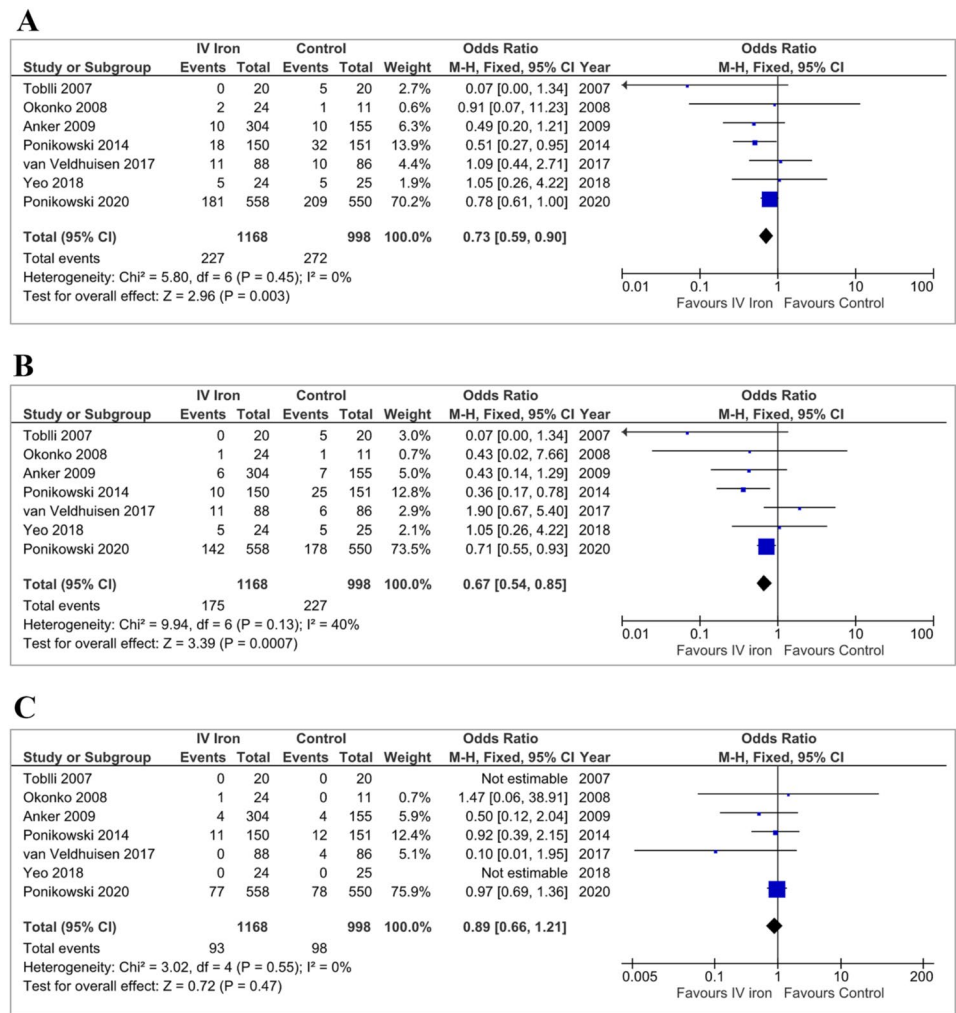 A
IV Iron Control Odds Ratio Odds Ratio
Study or Subgroup Events Total Events Total Weight M-H, Fixed, 95% CI Year M-H, Fixed, 95% CI
Toblli 2007 0 20 5 20 2.7% 0.07 [0.00, 1.34] 2007
Okonko 2008 2 24 1 11 0.6% 0.91 [0.07, 11.23] 2008
Anker 2009 10 304 10 155 6.3% 0.49 [0.20, 1.21] 2009
Ponikowski 2014 18 150 32 151 13.9% 0.51 [0.27, 0.95] 2014
van Veldhuisen 2017 11 88 10 86 4.4% 1.09 [0.44, 2.71] 2017
Yeo 2018 5 24 5 25 1.9% 1.05 [0.26, 4.22] 2018
Ponikowski 2020 181 558 209 550 70.2% 0.78 [0.61, 1.00] 2020
Total (95% CI) 1168 998 100.0% 0.73 [0.59, 0.90]
Total events 227 272
Heterogeneity: Chi² = 5.80, df = 6 (P = 0.45); I² = 0%
Test for overall effect: Z = 2.96 (P = 0.003)
0.01 0.1 1 10 100
Favours IV Iron Favours Control
B
IV Iron Control Odds Ratio Odds Ratio
Study or Subgroup Events Total Events Total Weight M-H, Fixed, 95% CI Year M-H, Fixed, 95% CI
Toblli 2007 0 20 5 20 3.0% 0.07 [0.00, 1.34] 2007
Okonko 2008 1 24 1 11 0.7% 0.43 [0.02, 7.66] 2008
Anker 2009 6 304 7 155 5.0% 0.43 [0.14, 1.29] 2009
Ponikowski 2014 10 150 25 151 12.8% 0.36 [0.17, 0.78] 2014
van Veldhuisen 2017 11 88 6 86 2.9% 1.90 [0.67, 5.40] 2017
Yeo 2018 5 24 5 25 2.1% 1.05 [0.26, 4.22] 2018
Ponikowski 2020 142 558 178 550 73.5% 0.71 [0.55, 0.93] 2020
Total (95% CI) 1168 998 100.0% 0.67 [0.54, 0.85]
Total events 175 227
Heterogeneity: Chi² = 9.94, df = 6 (P = 0.13); I² = 40%
Test for overall effect: Z = 3.39 (P = 0.0007)
0.01 0.1 1 10 100
Favours IV iron Favours Control
C
IV Iron Control Odds Ratio Odds Ratio
Study or Subgroup Events Total Events Total Weight M-H, Fixed, 95% CI Year M-H, Fixed, 95% CI
Toblli 2007 0 20 0 20 Not estimable 2007
Okonko 2008 1 24 0 11 0.7% 1.47 [0.06, 38.91] 2008
Anker 2009 4 304 4 155 5.9% 0.50 [0.12, 2.04] 2009
Ponikowski 2014 11 150 12 151 12.4% 0.92 [0.39, 2.15] 2014
van Veldhuisen 2017 0 88 4 86 5.1% 0.10 [0.01, 1.95] 2017
Yeo 2018 0 24 0 25 Not estimable 2018
Ponikowski 2020 77 558 78 550 75.9% 0.97 [0.69, 1.36] 2020
Total (95% CI) 1168 998 100.0% 0.89 [0.66, 1.21]
Total events 93 98
Heterogeneity: Chi² = 3.02, df = 4 (P = 0.55); I² = 0%
Test for overall effect: Z = 0.72 (P = 0.47)
0.005 0.1 1 10 200
Favours IV iron Favours Control